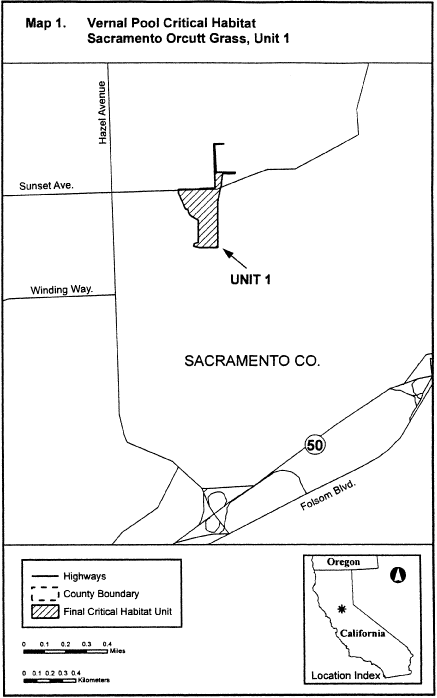 Map 1. Vernal Pool Critical Habitat
Sacramento Orcutt Grass, Unit 1
Hazel Avenue
Sunset Ave.
UNIT 1
Winding Way.
SACRAMENTO CO.
50
Folsom Blvd.
Highways
County Boundary
Final Critical Habitat Unit
0 0.1 0.2 0.3 0.4
Miles
0 0.1 0.2 0.3 0.4
Kilometers
Oregon
California
Location Index